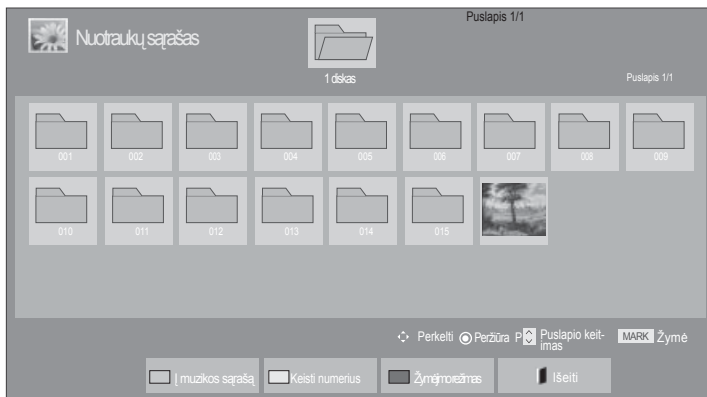 Puslapis 1/1
Nuotraukų sąrašas
1 diskas
Puslapis 1/1
001 002 003 004 005 006 007 008 009
010 011 012 013 014 015
Perkelti Peržiūra P Puslapio keit-
imas
MARK Žymė
Į muzikos sąrašą Keisti numerius Žymėjimo režimas Išeiti